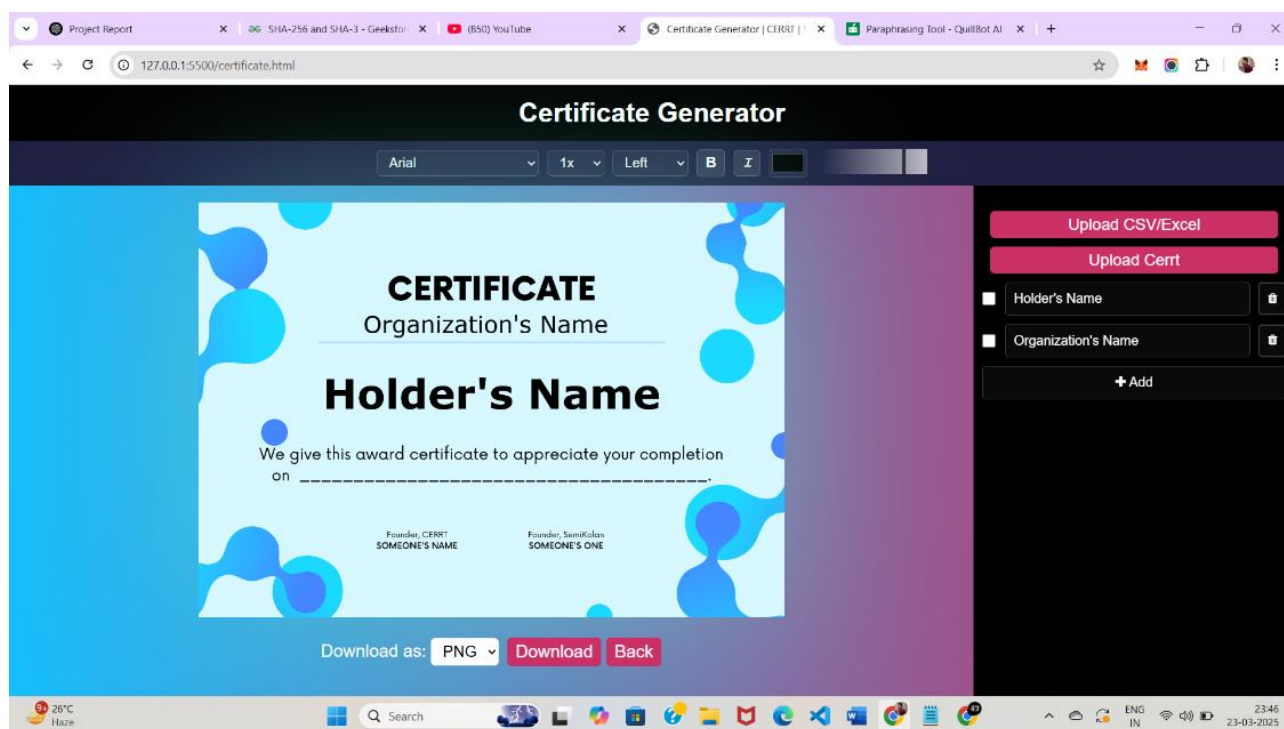 Project Report
SHA-256 and SHA-3 - Geeksfor
(850) YouTube
Certificate Generator | CERRT |
Paraphrasing Tool - QuillBot AI
127.0.0.1:5500/certificate.html
Certificate Generator
Arial 1x Left B I
Upload CSV/Excel
Upload Cerrt
Holder's Name
Organization's Name
+ Add
CERTIFICATE
Organization's Name
Holder's Name
We give this award certificate to appreciate your completion
on ______________________________________.
Founder, CERRT
SOMEONE'S NAME
Founder, SemiKolan
SOMEONE'S ONE
Download as: PNG Download Back
9+
26°C
Haze
Search
43
ENG
IN
23:46
23-03-2025